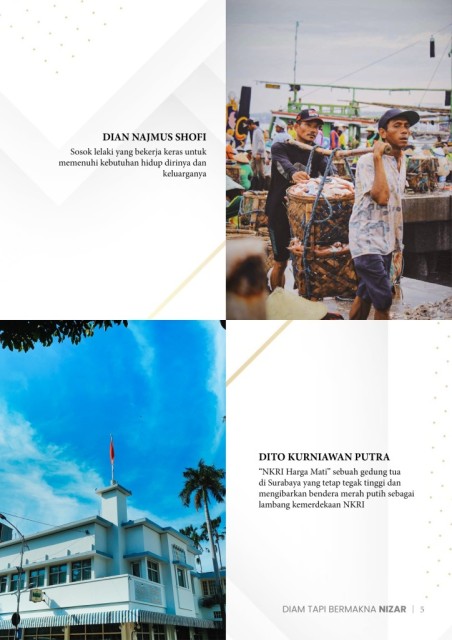 DIAN NAJMUS SHOFI
Sosok lelaki yang bekerja keras untuk
memenuhi kebutuhan hidup dirinya dan
keluarganya
DITO KURNIAWAN PUTRA
“NKRI Harga Mati” sebuah gedung tua
di Surabaya yang tetap tegak tinggi dan
mengibarkan bendera merah putih sebagai
lambang kemerdekaan NKRI
DIAM TAPI BERMAKNA NIZAR | 5